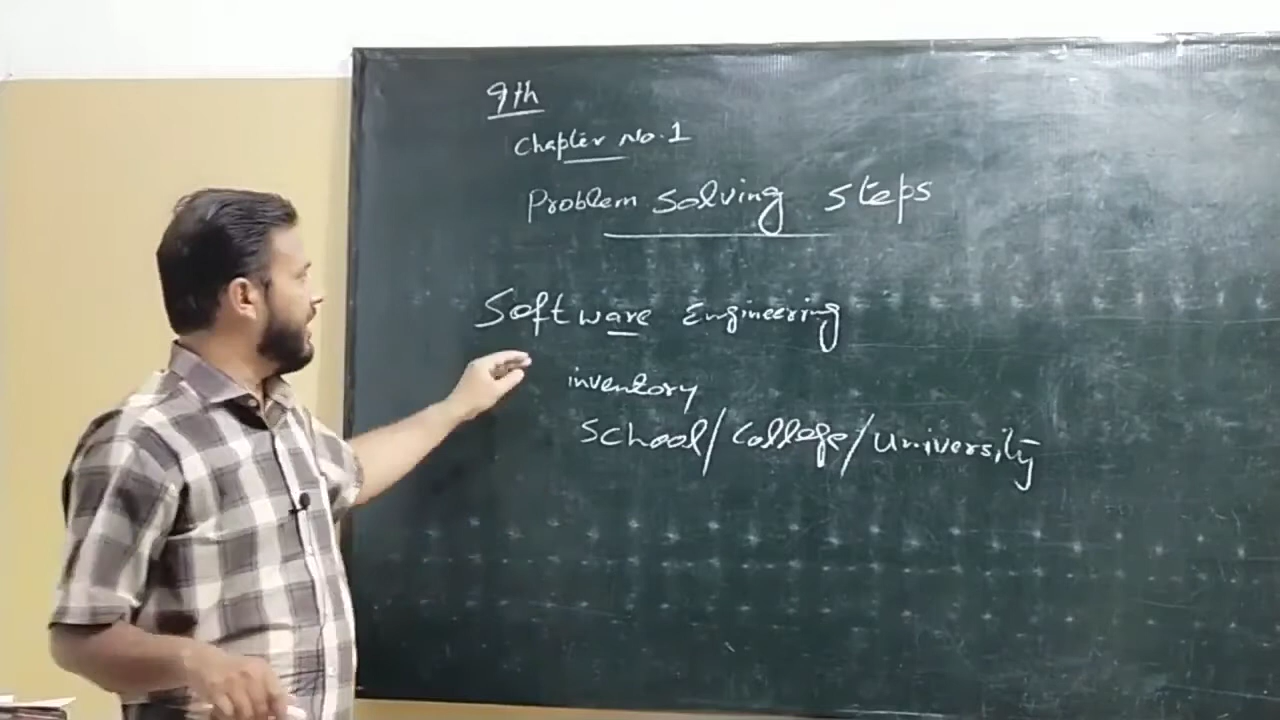 9th
Chapter No.1
Problem Solving Steps
Software Engineering
inventory
School/College/University